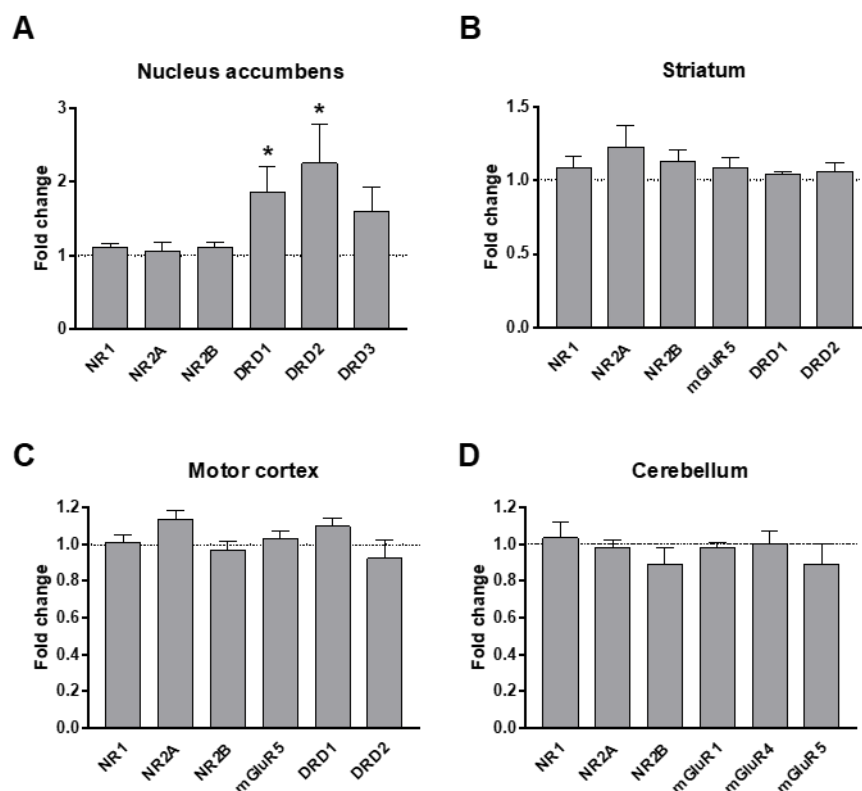 A
Nucleus accumbens
Fold change
3
2
1
0
*
*
NR1
NR2A
NR2B
DRD1
DRD2
DRD3
B
Striatum
Fold change
1.5
1.0
0.5
0.0
NR1
NR2A
NR2B
mGluR5
DRD1
DRD2
C
Motor cortex
Fold change
1.2
1.0
0.8
0.6
0.4
0.2
0.0
NR1
NR2A
NR2B
mGluR5
DRD1
DRD2
D
Cerebellum
Fold change
1.2
1.0
0.8
0.6
0.4
0.2
0.0
NR1
NR2A
NR2B
mGluR1
mGluR4
mGluR5